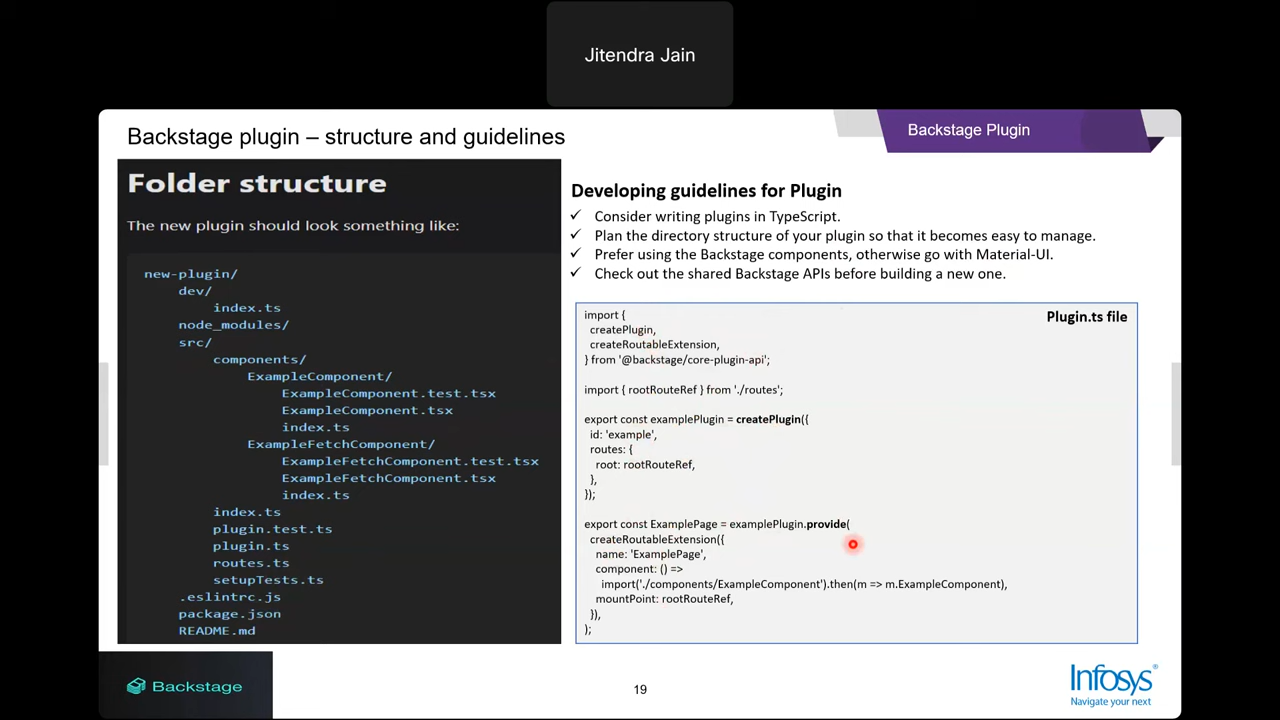 Jitendra Jain
Backstage plugin – structure and guidelines
Backstage Plugin
Folder structure
The new plugin should look something like:
new-plugin/
dev/
index.ts
node_modules/
src/
components/
ExampleComponent/
ExampleComponent.test.tsx
ExampleComponent.tsx
index.ts
ExampleFetchComponent/
ExampleFetchComponent.test.tsx
ExampleFetchComponent.tsx
index.ts
index.ts
plugin.test.ts
plugin.ts
routes.ts
setupTests.ts
.eslintrc.js
package.json
README.md
Developing guidelines for Plugin
✓ Consider writing plugins in TypeScript.
✓ Plan the directory structure of your plugin so that it becomes easy to manage.
✓ Prefer using the Backstage components, otherwise go with Material-UI.
✓ Check out the shared Backstage APIs before building a new one.
Plugin.ts file
import {
createPlugin,
createRoutableExtension,
} from '@backstage/core-plugin-api';
import { rootRouteRef } from './routes';
export const examplePlugin = createPlugin({
id: 'example',
routes: {
root: rootRouteRef,
},
});
export const ExamplePage = examplePlugin.provide(
createRoutableExtension({
name: 'ExamplePage',
component: () =>
import('./components/ExampleComponent').then(m => m.ExampleComponent),
mountPoint: rootRouteRef,
}),
);
Backstage
19
Infosys®
Navigate your next